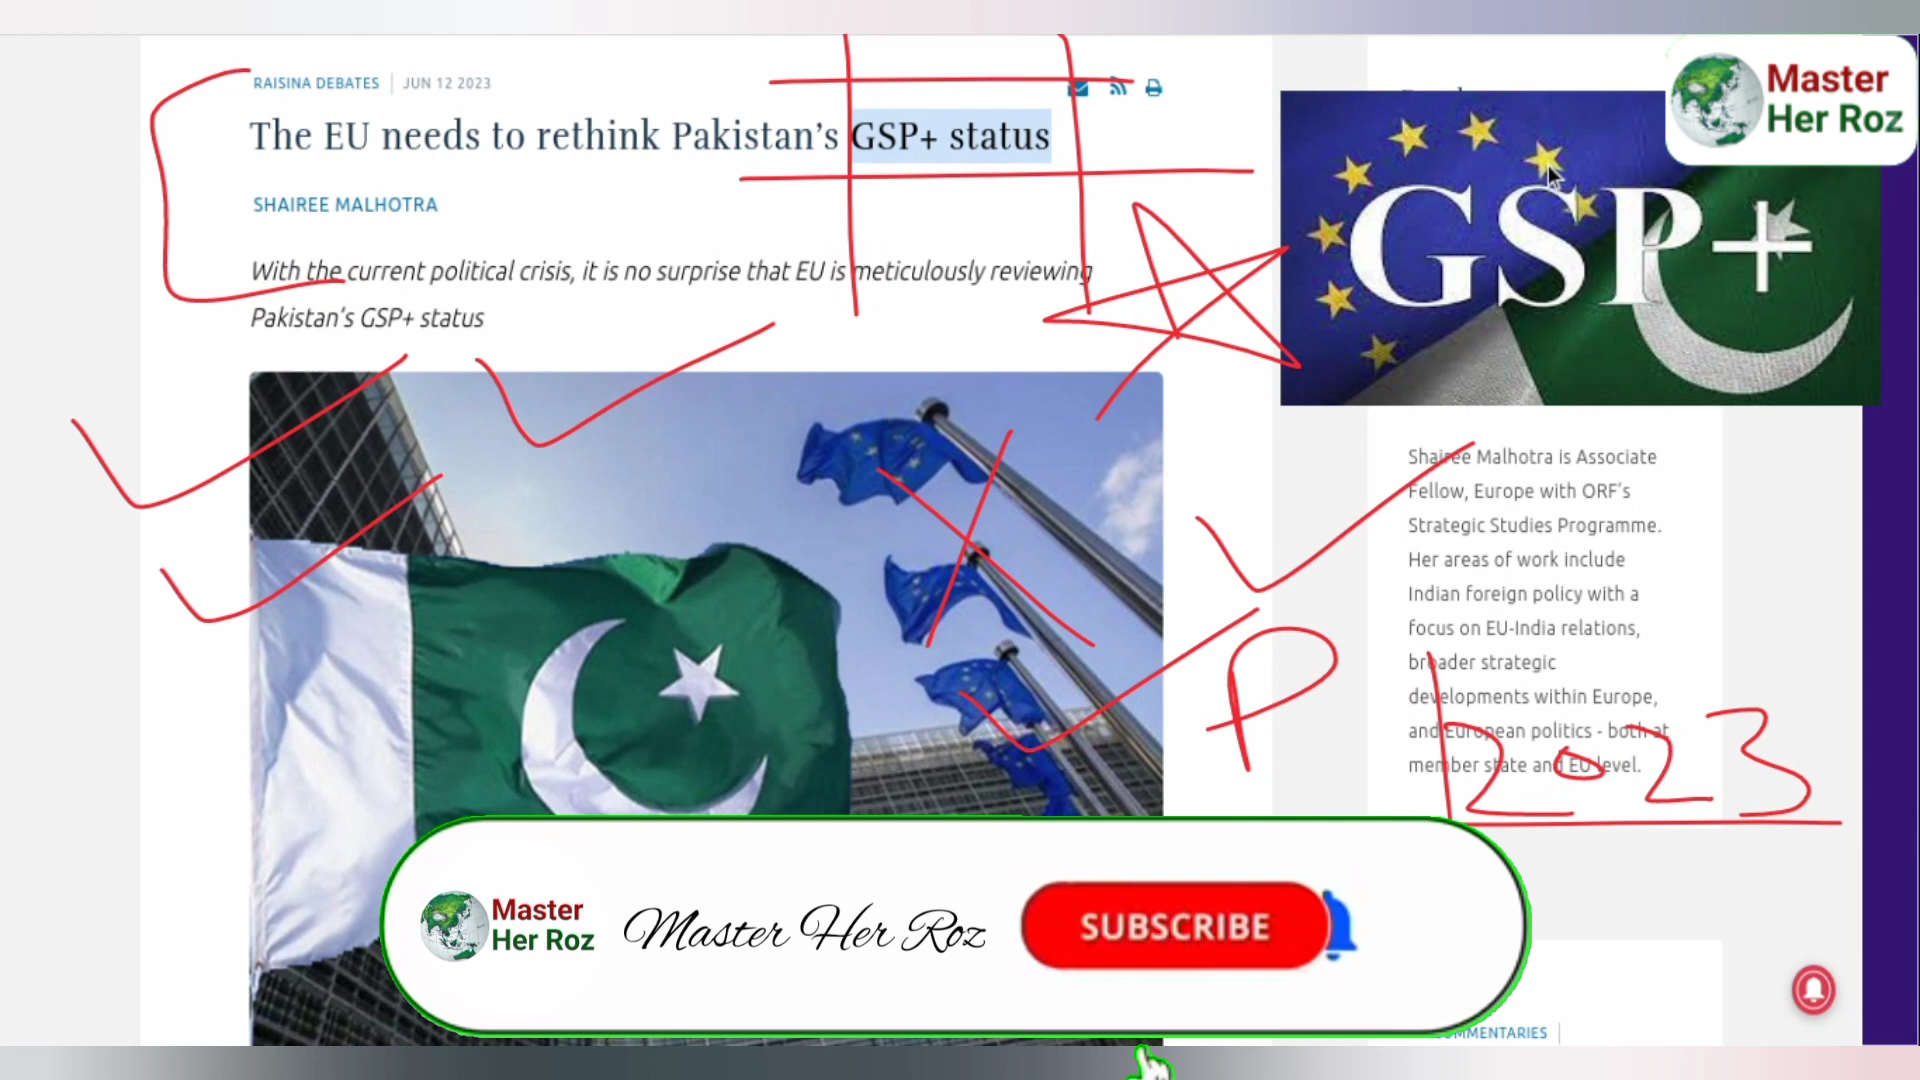 RAISINA DEBATES | JUN 12 2023
The EU needs to rethink Pakistan's GSP+ status
SHAIREE MALHOTRA
With the current political crisis, it is no surprise that EU is meticulously reviewing
Pakistan's GSP+ status
Master
Her Roz
GSP+
Shairee Malhotra is Associate
Fellow, Europe with ORF's
Strategic Studies Programme.
Her areas of work include
Indian foreign policy with a
focus on EU-India relations,
broader strategic
developments within Europe,
and European politics - both at
member state and EU level.
P
2023
Master
Her Roz
Master Her Roz
SUBSCRIBE